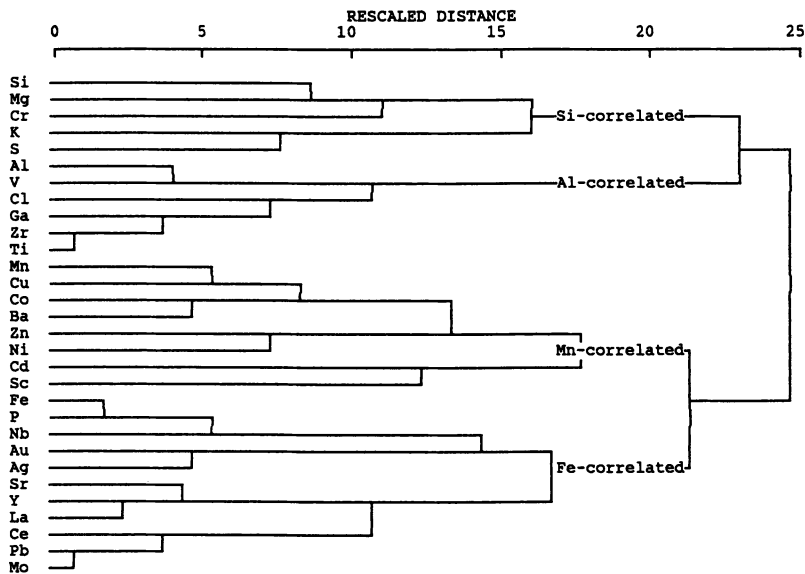 RESCALED DISTANCE
0 5 10 15 20 25
Si
Mg
Cr Si-correlated
K
S
Al
V Al-correlated
Cl
Ga
Zr
Ti
Mn
Cu
Co
Ba
Zn
Ni Mn-correlated
Cd
Sc
Fe
P
Nb
Au
Ag Fe-correlated
Sr
Y
La
Ce
Pb
Mo